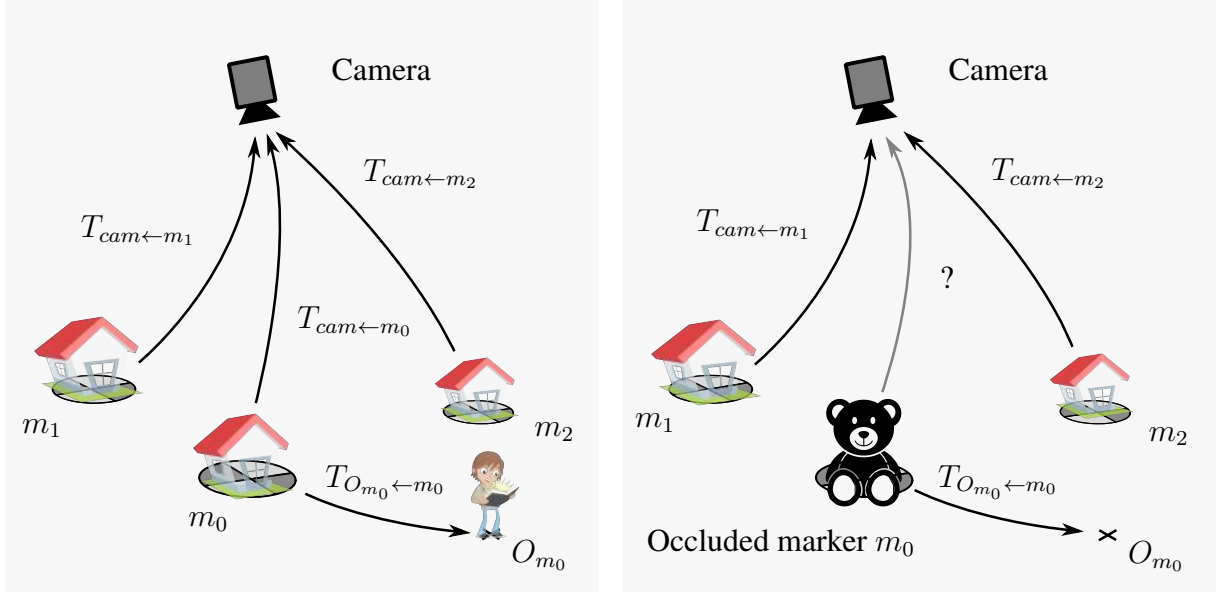 Camera
T_{cam←m_2}
T_{cam←m_1}
T_{cam←m_0}
m_1
m_2
T_{O_{m_0}←m_0}
m_0
O_{m_0}
Camera
T_{cam←m_2}
T_{cam←m_1}
?
m_1
m_2
T_{O_{m_0}←m_0}
Occluded marker m_0
O_{m_0}